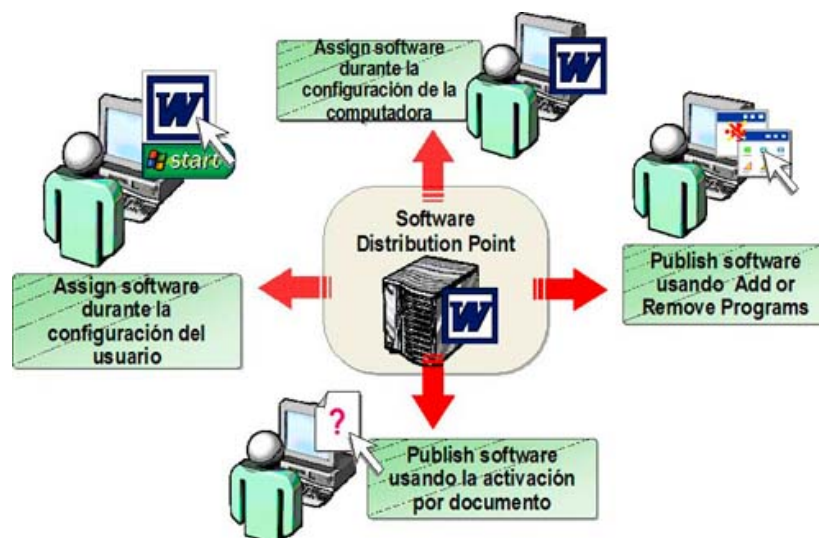 Assign software
durante la
configuración de la
computadora
W
W
start
Software
Distribution Point
W
Assign software
durante la
configuración del
usuario
Publish software
usando Add or
Remove Programs
?
Publish software
usando la activación
por documento